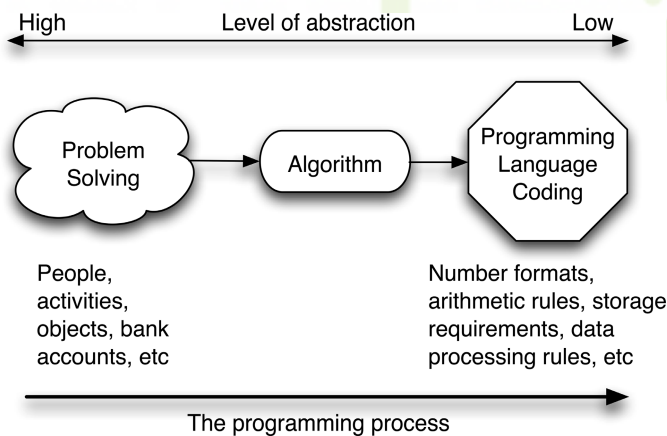 High Level of abstraction Low
Problem
Solving
Algorithm
Programming
Language
Coding
People,
activities,
objects, bank
accounts, etc
Number formats,
arithmetic rules, storage
requirements, data
processing rules, etc
The programming process